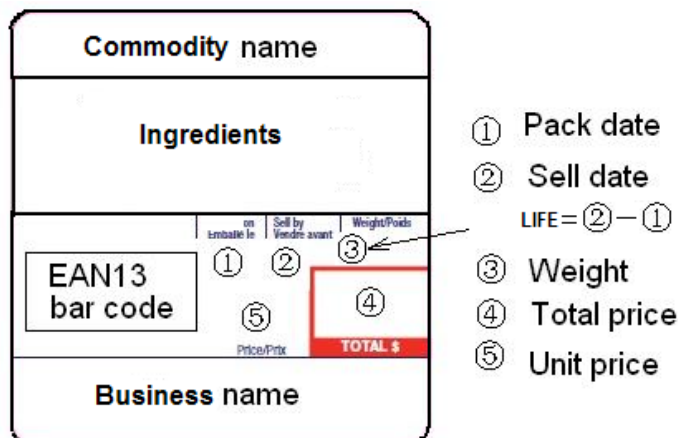 Commodity name
Ingredients
on
Emballé le
Sell by
Vendre avant
Weight/Poids
①
②
③
EAN13
bar code
⑤
④
Price/Prix
TOTAL $
Business name
① Pack date
② Sell date
LIFE=②-①
③ Weight
④ Total price
⑤ Unit price